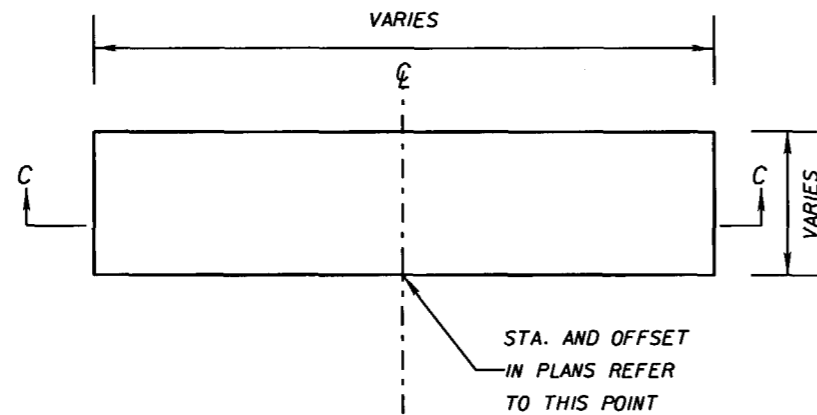 VARIES
℄
C
C
VARIES
STA. AND OFFSET
IN PLANS REFER
TO THIS POINT